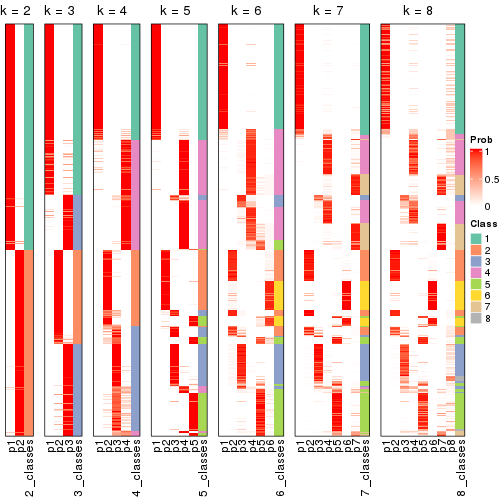 k = 2 k = 3 k = 4 k = 5 k = 6 k = 7 k = 8
Prob
1
0.5
0
Class
1
2
3
4
5
6
7
8
p1 p2 2_classes p1 p2 p3 3_classes p1 p2 p3 p4 4_classes p1 p2 p3 p4 p5 5_classes p1 p2 p3 p4 p5 p6 6_classes p1 p2 p3 p4 p5 p6 p7 7_classes p1 p2 p3 p4 p5 p6 p7 p8 8_classes